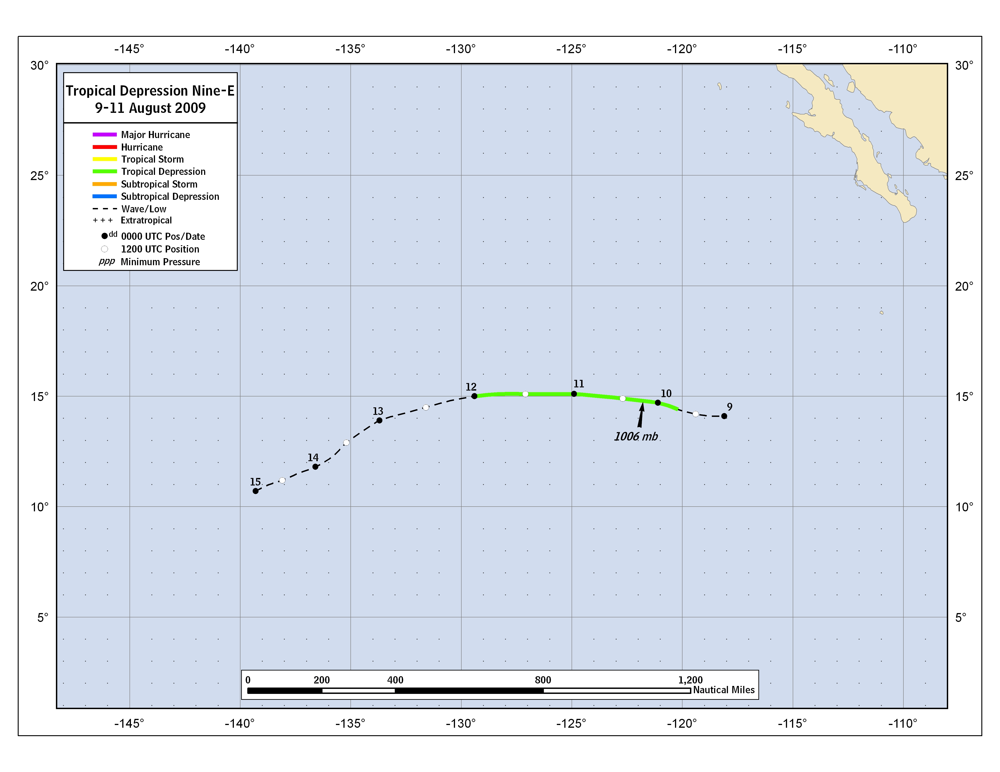 -145° -140° -135° -130° -125° -120° -115° -110°
30° 30°
Tropical Depression Nine-E
9-11 August 2009
Major Hurricane
Hurricane
Tropical Storm
Tropical Depression
Subtropical Storm
Subtropical Depression
Wave/Low
+ + + Extratropical
dd 0000 UTC Pos/Date
1200 UTC Position
ppp Minimum Pressure
25° 25°
20° 20°
15° 15°
12 11 10 9
13
1006 mb
14
15
10° 10°
5° 5°
0 200 400 800 1,200
Nautical Miles
-145° -140° -135° -130° -125° -120° -115° -110°